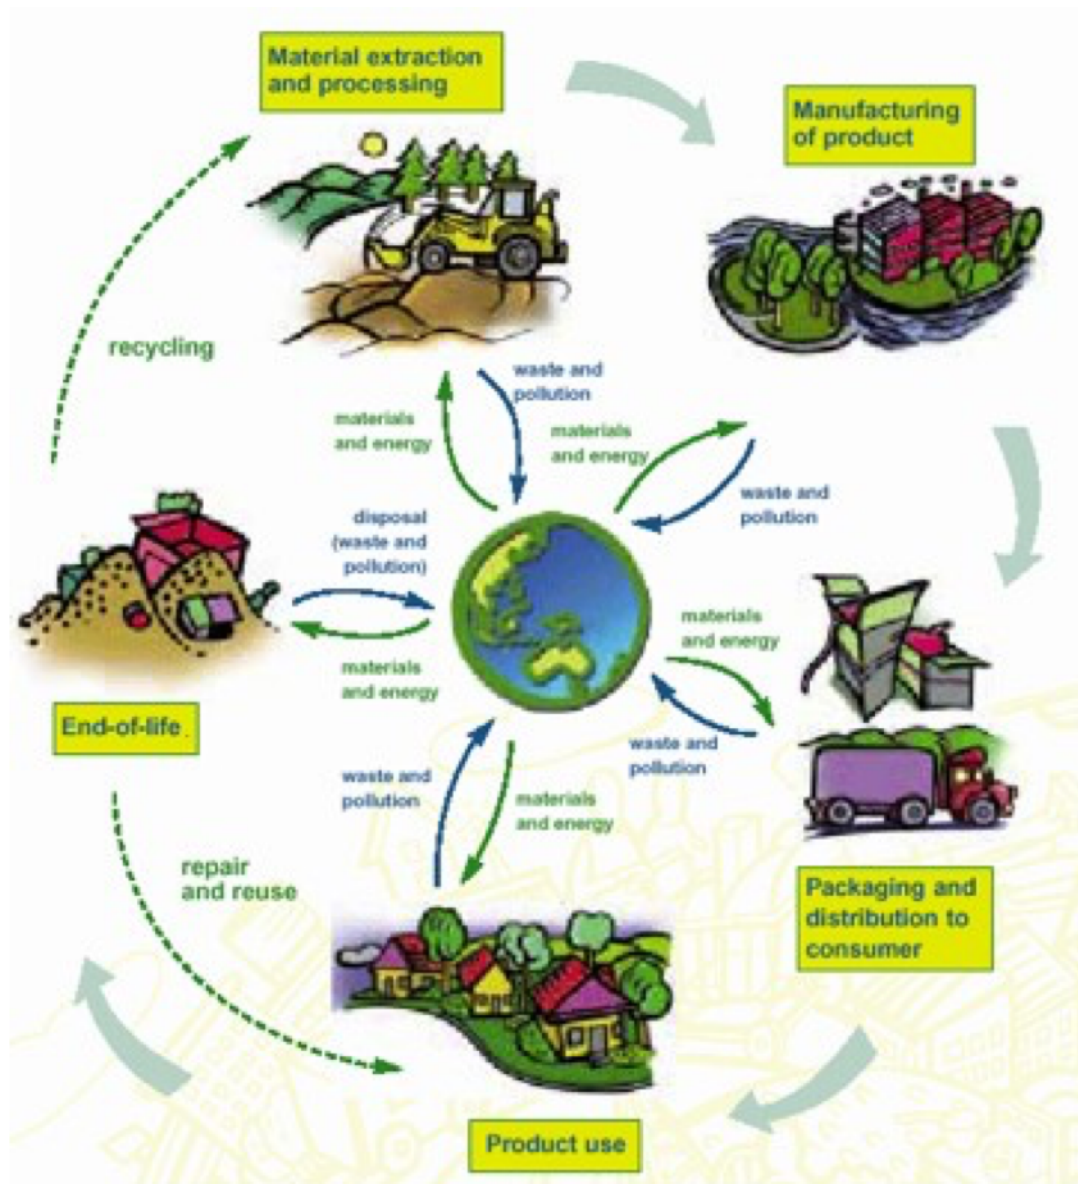 Material extraction
and processing
Manufacturing
of product
recycling
waste and
pollution
materials
and energy
materials
and energy
waste and
pollution
disposal
(waste and
pollution)
materials
and energy
materials
and energy
End-of-life.
waste and
pollution
waste and
pollution
materials
and energy
repair
and reuse
Packaging and
distribution to
consumer
Product use